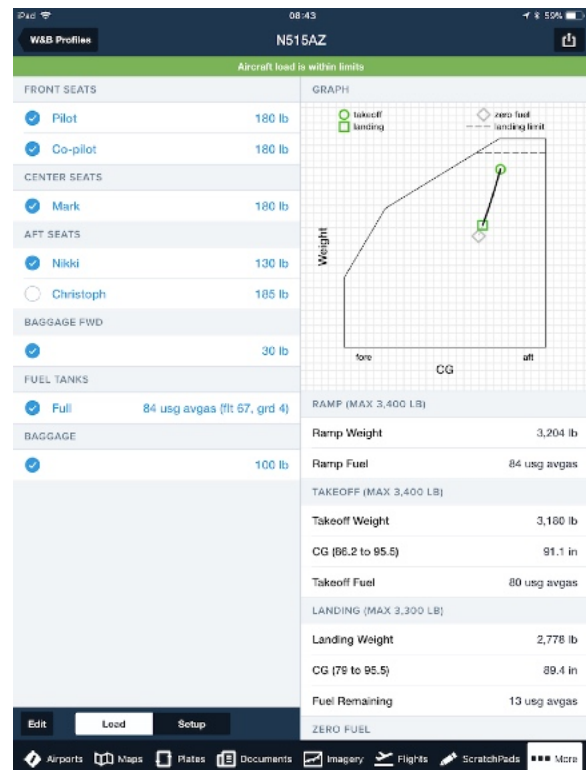 iPad 08:43 59%
W&B Profiles N515AZ
Aircraft load is within limits
FRONT SEATS
Pilot 180 lb
Co-pilot 180 lb
CENTER SEATS
Mark 180 lb
AFT SEATS
Nikki 130 lb
Christoph 185 lb
BAGGAGE FWD
30 lb
FUEL TANKS
Full 84 usg avgas (flt 67, grd 4)
BAGGAGE
100 lb
Edit Load Setup
GRAPH
takeoff zero fuel
landing landing limit
Weight
fore aft
CG
RAMP (MAX 3,400 LB)
Ramp Weight 3,204 lb
Ramp Fuel 84 usg avgas
TAKEOFF (MAX 3,400 LB)
Takeoff Weight 3,180 lb
CG (86.2 to 95.5) 91.1 in
Takeoff Fuel 80 usg avgas
LANDING (MAX 3,300 LB)
Landing Weight 2,778 lb
CG (79 to 95.5) 89.4 in
Fuel Remaining 13 usg avgas
ZERO FUEL
Airports Maps Plates Documents Imagery Flights ScratchPads More